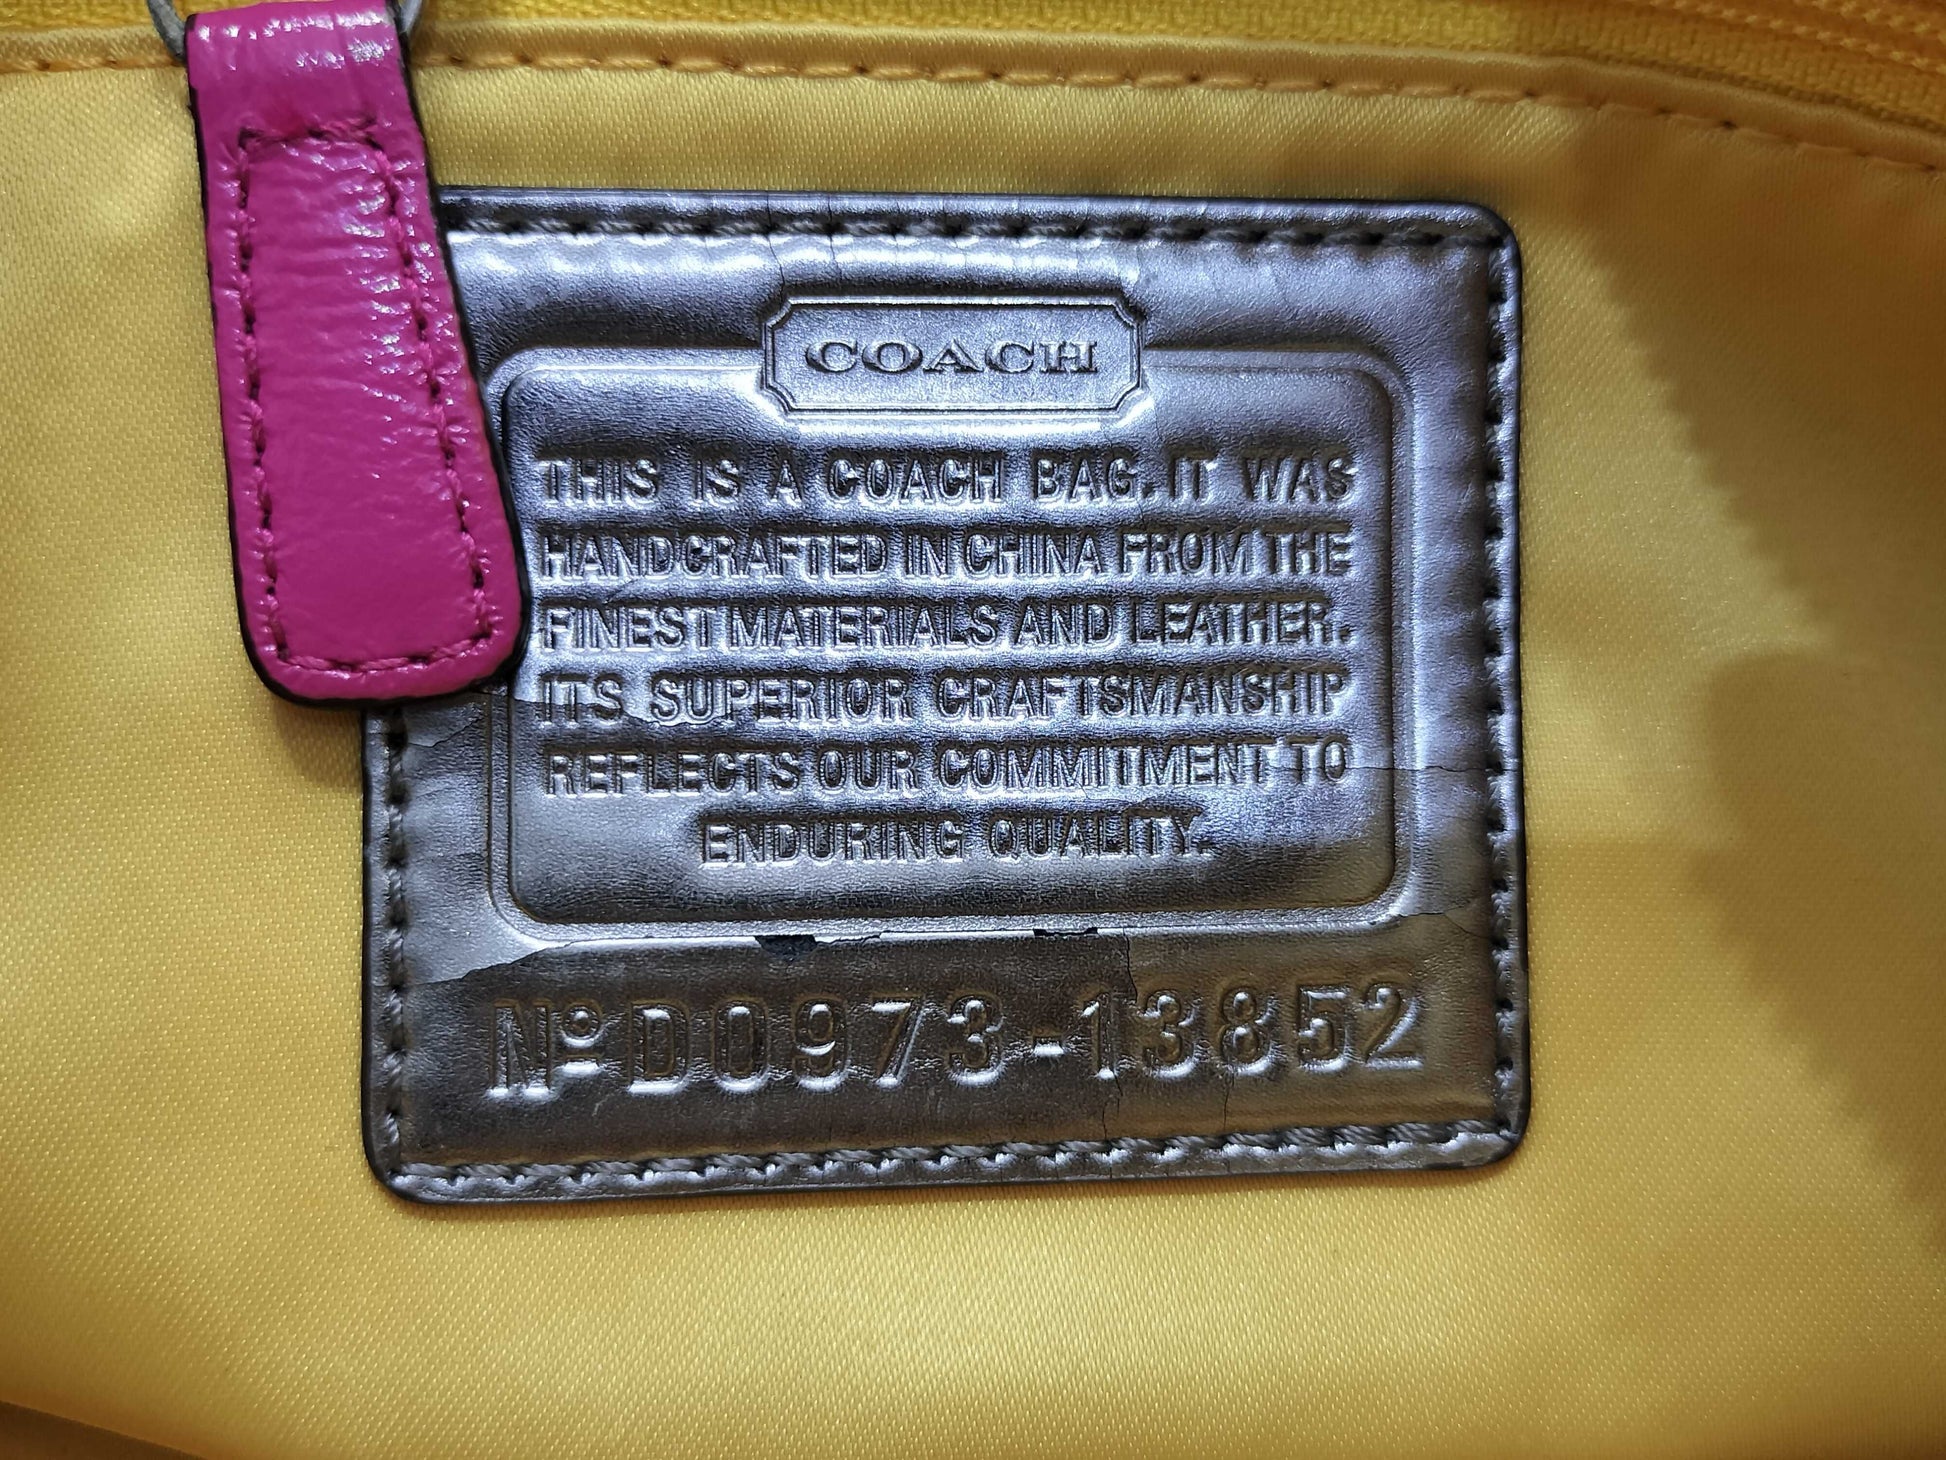 COACH
THIS IS A COACH BAG. IT WAS
HANDCRAFTED IN CHINA FROM THE
FINEST MATERIALS AND LEATHER.
ITS SUPERIOR CRAFTSMANSHIP
REFLECTS OUR COMMITMENT TO
ENDURING QUALITY.
Nº D0973-13852